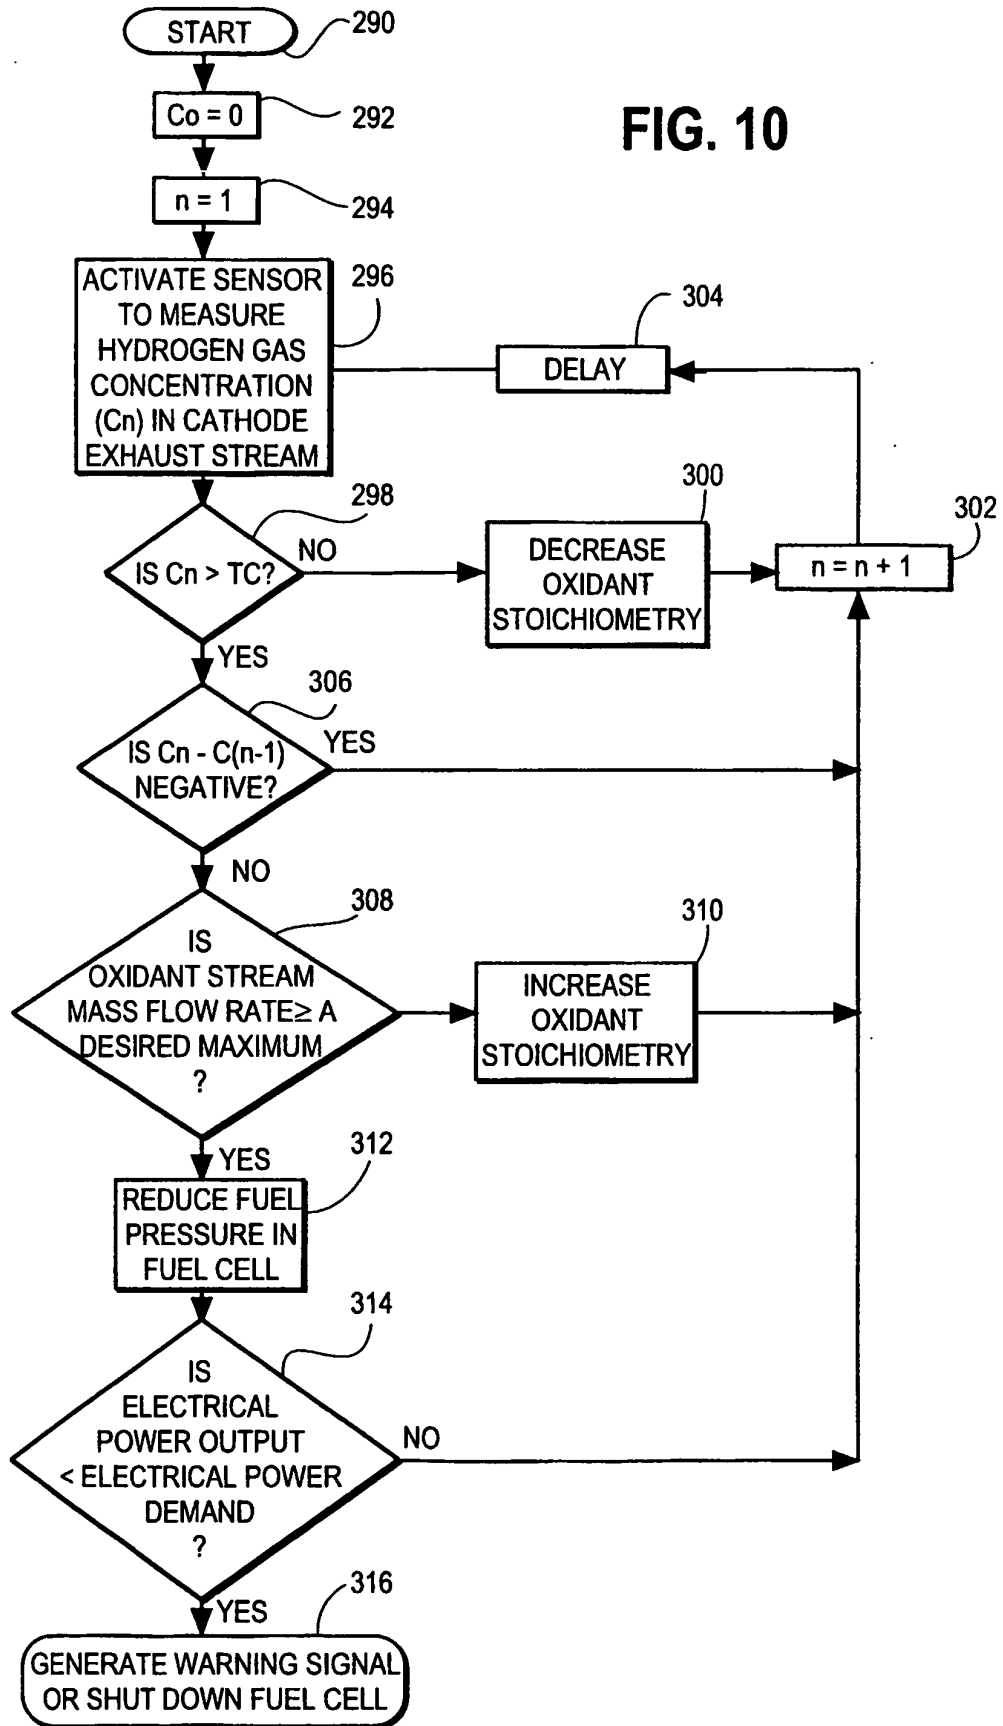 START
290
Co = 0
292
FIG. 10
n = 1
294
ACTIVATE SENSOR
TO MEASURE
HYDROGEN GAS
CONCENTRATION
(Cn) IN CATHODE
EXHAUST STREAM
296
304
DELAY
298
IS Cn > TC?
NO
300
DECREASE
OXIDANT
STOICHIOMETRY
302
n = n + 1
YES
306
IS Cn - C(n-1)
NEGATIVE?
YES
NO
308
IS
OXIDANT STREAM
MASS FLOW RATE≥ A
DESIRED MAXIMUM
?
310
INCREASE
OXIDANT
STOICHIOMETRY
YES
312
REDUCE FUEL
PRESSURE IN
FUEL CELL
314
IS
ELECTRICAL
POWER OUTPUT
< ELECTRICAL POWER
DEMAND
?
NO
YES
316
GENERATE WARNING SIGNAL
OR SHUT DOWN FUEL CELL